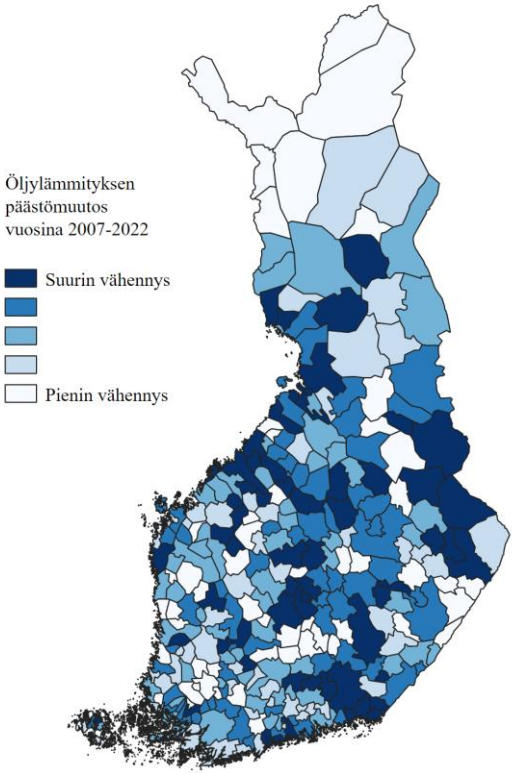 Öljylämmityksen
päästömuutos
vuosina 2007-2022
Suurin vähennys
Pienin vähennys